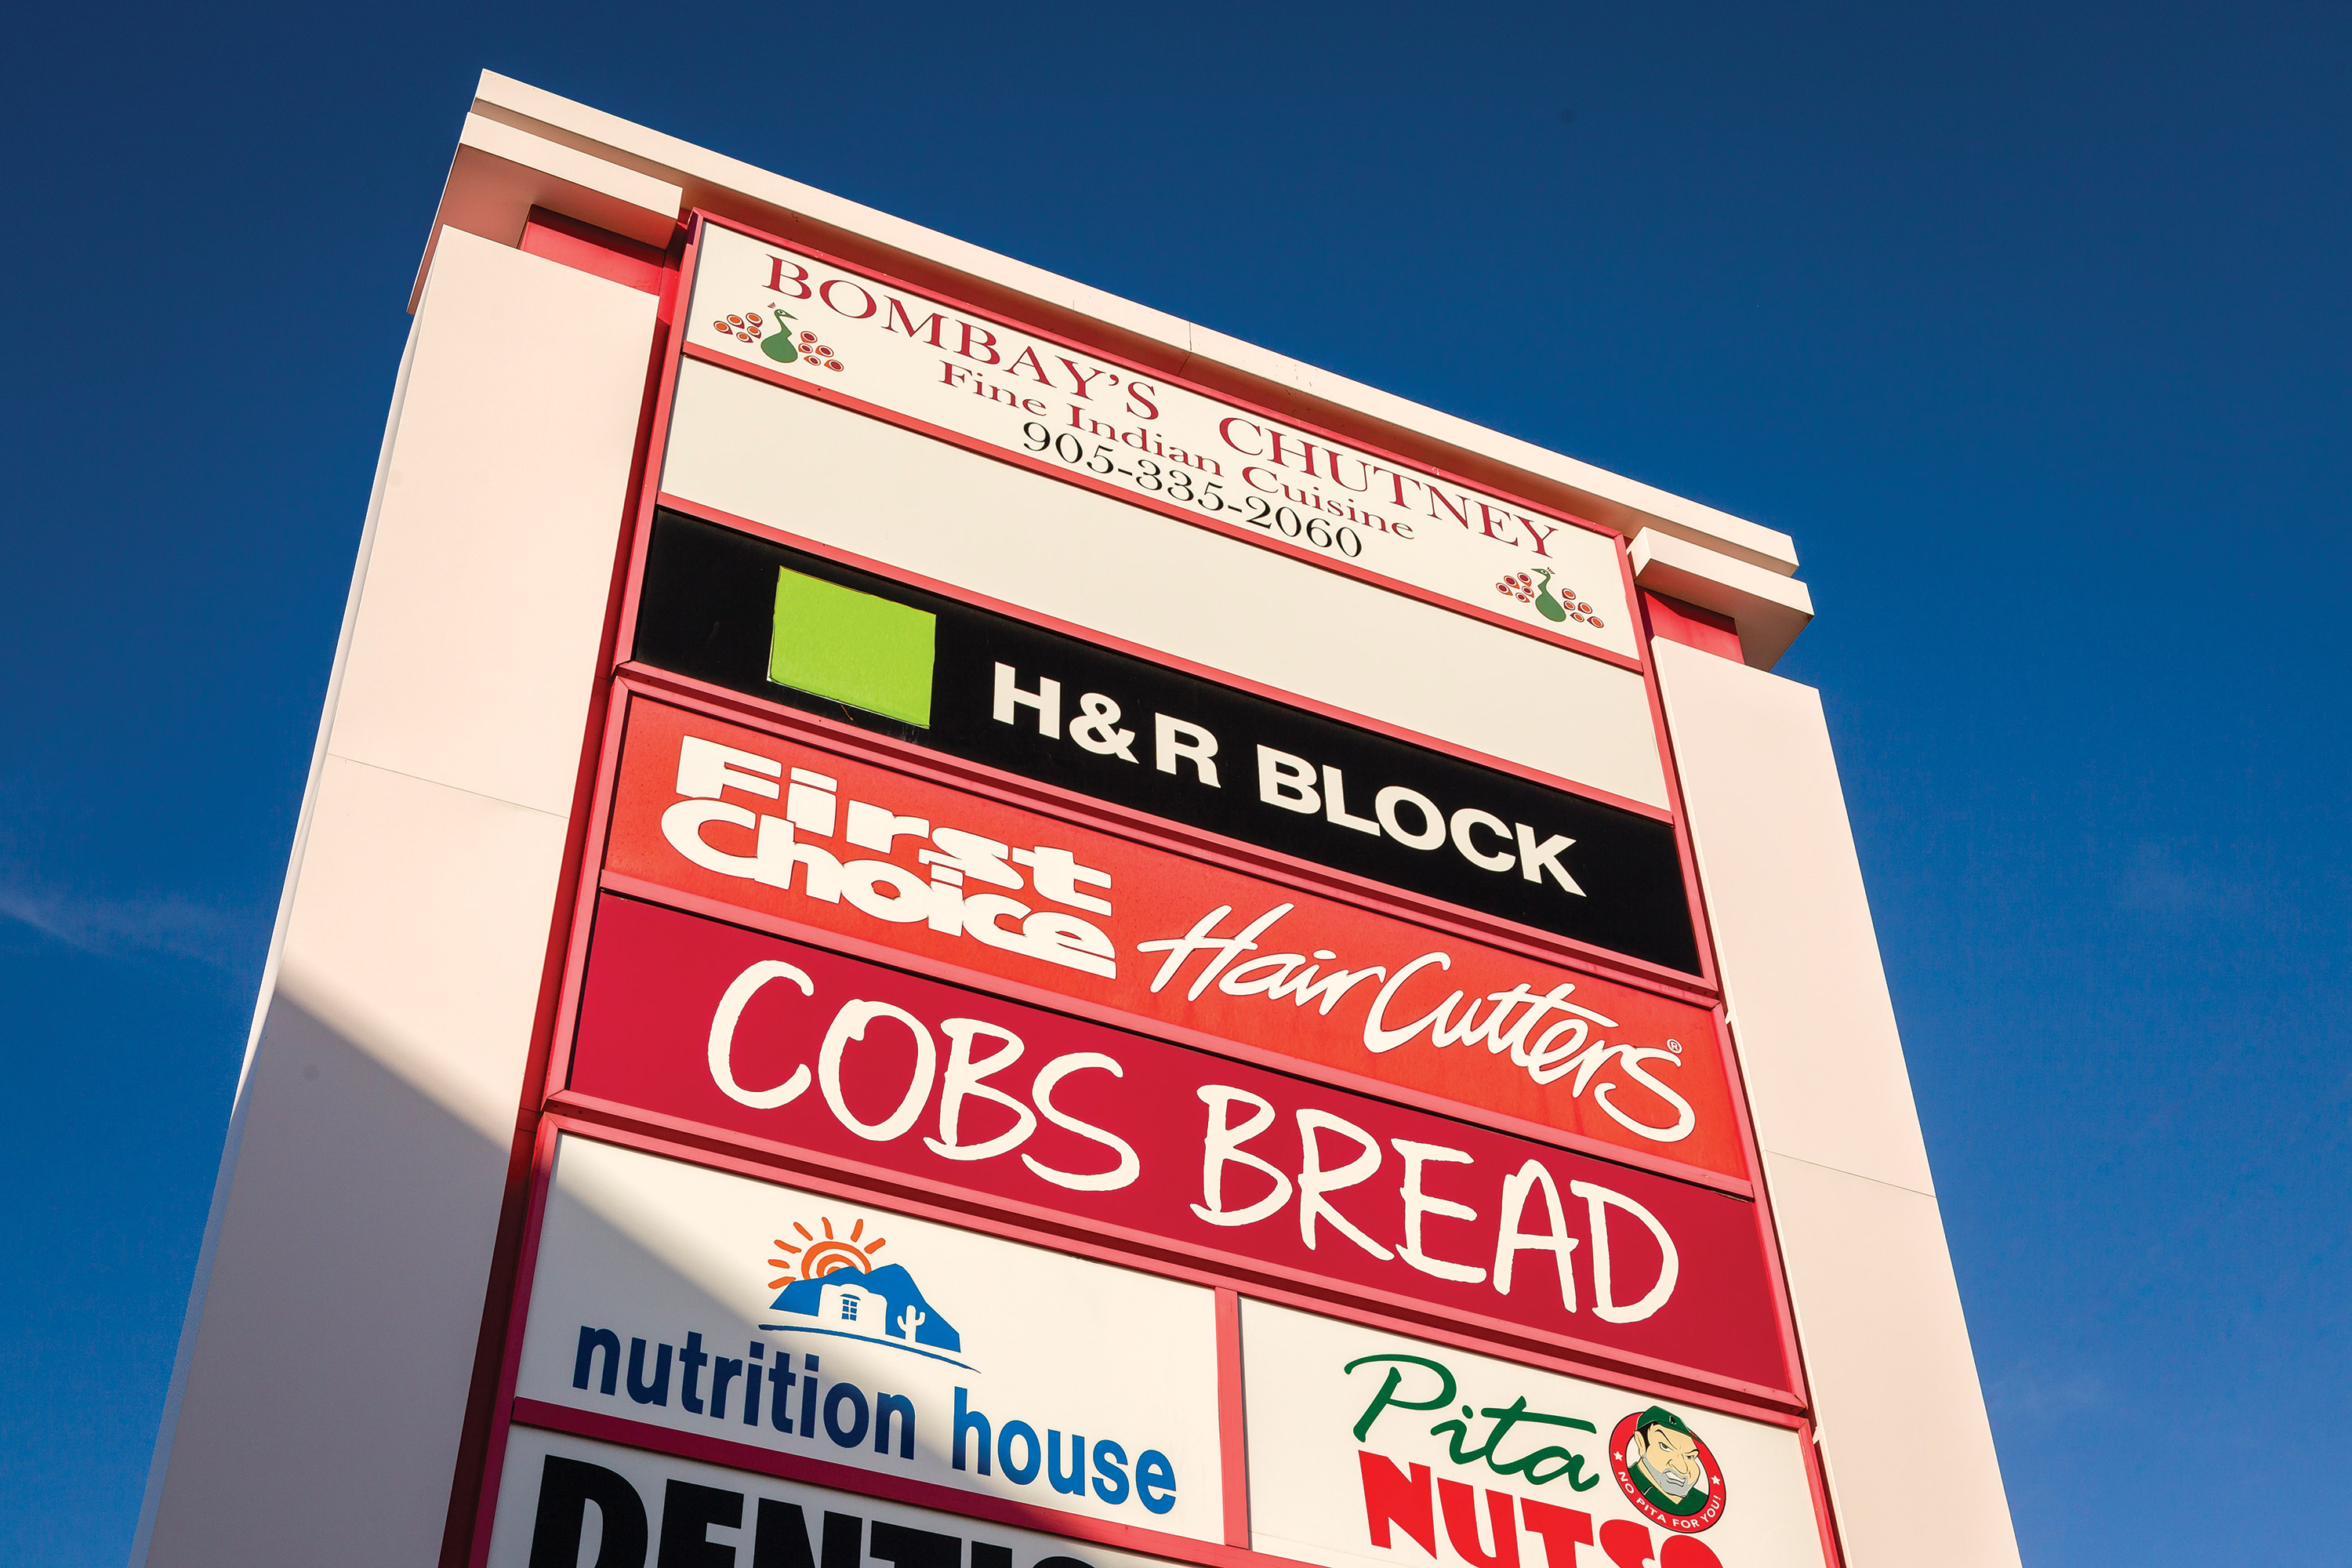 BOMBAY'S CHUTNEY
Fine Indian Cuisine
905-335-2060
H&R BLOCK
First
Choice
HairCutters®
COBS BREAD
nutrition house
Pita
NO PITA FOR YOU!